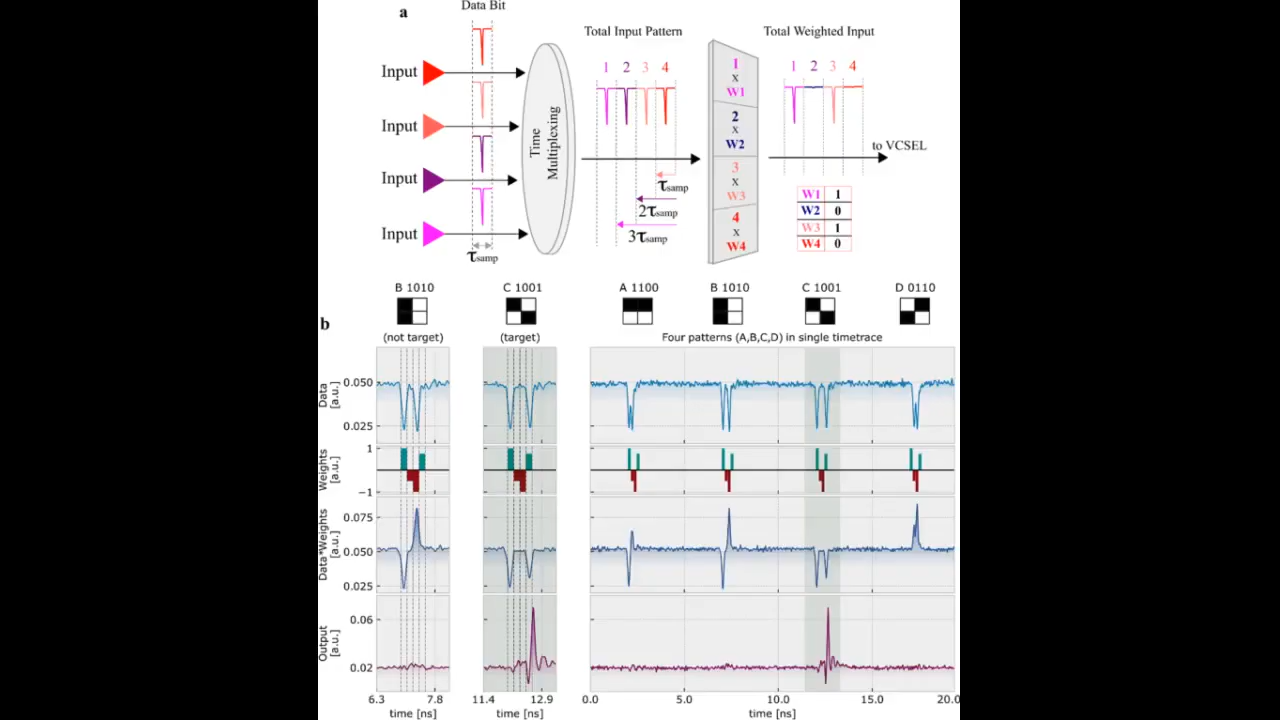 a
Data Bit
Input
Input
Input
Input
τsamp
Time Multiplexing
Total Input Pattern
1 2 3 4
τsamp
2τsamp
3τsamp
1
x
W1
2
x
W2
3
x
W3
4
x
W4
Total Weighted Input
1 2 3 4
to VCSEL
W1 1
W2 0
W3 1
W4 0
b
B 1010 C 1001 A 1100 B 1010 C 1001 D 0110
(not target) (target) Four patterns (A,B,C,D) in single timetrace
Data [a.u.]
0.050
0.025
Weights [a.u.]
1
−1
Data*Weights [a.u.]
0.075
0.050
0.025
Output [a.u.]
0.06
0.02
6.3 7.8 11.4 12.9 0.0 5.0 10.0 15.0 20.0
time [ns] time [ns] time [ns]